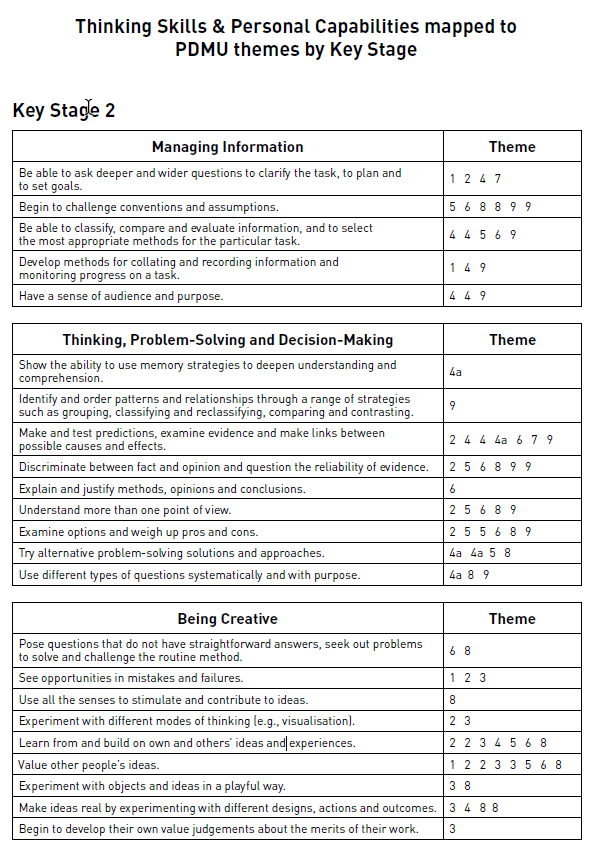 Thinking Skills & Personal Capabilities mapped to
PDMU themes by Key Stage
Key Stage 2
Managing Information Theme
Be able to ask deeper and wider questions to clarify the task, to plan and
to set goals.
1 2 4 7
Begin to challenge conventions and assumptions. 5 6 8 8 9 9
Be able to classify, compare and evaluate information, and to select
the most appropriate methods for the particular task.
4 4 5 6 9
Develop methods for collating and recording information and
monitoring progress on a task.
1 4 9
Have a sense of audience and purpose. 4 4 9
Thinking, Problem-Solving and Decision-Making Theme
Show the ability to use memory strategies to deepen understanding and
comprehension.
4a
Identify and order patterns and relationships through a range of strategies
such as grouping, classifying and reclassifying, comparing and contrasting.
9
Make and test predictions, examine evidence and make links between
possible causes and effects.
2 4 4 4a 6 7 9
Discriminate between fact and opinion and question the reliability of evidence. 2 5 6 8 9 9
Explain and justify methods, opinions and conclusions. 6
Understand more than one point of view. 2 5 6 8 9
Examine options and weigh up pros and cons. 2 5 5 6 8 9
Try alternative problem-solving solutions and approaches. 4a 4a 5 8
Use different types of questions systematically and with purpose. 4a 8 9
Being Creative Theme
Pose questions that do not have straightforward answers, seek out problems
to solve and challenge the routine method.
6 8
See opportunities in mistakes and failures. 1 2 3
Use all the senses to stimulate and contribute to ideas. 8
Experiment with different modes of thinking (e.g., visualisation). 2 3
Learn from and build on own and others' ideas and experiences. 2 2 3 4 5 6 8
Value other people's ideas. 1 2 2 3 3 5 6 8
Experiment with objects and ideas in a playful way. 3 8
Make ideas real by experimenting with different designs, actions and outcomes. 3 4 8 8
Begin to develop their own value judgements about the merits of their work. 3